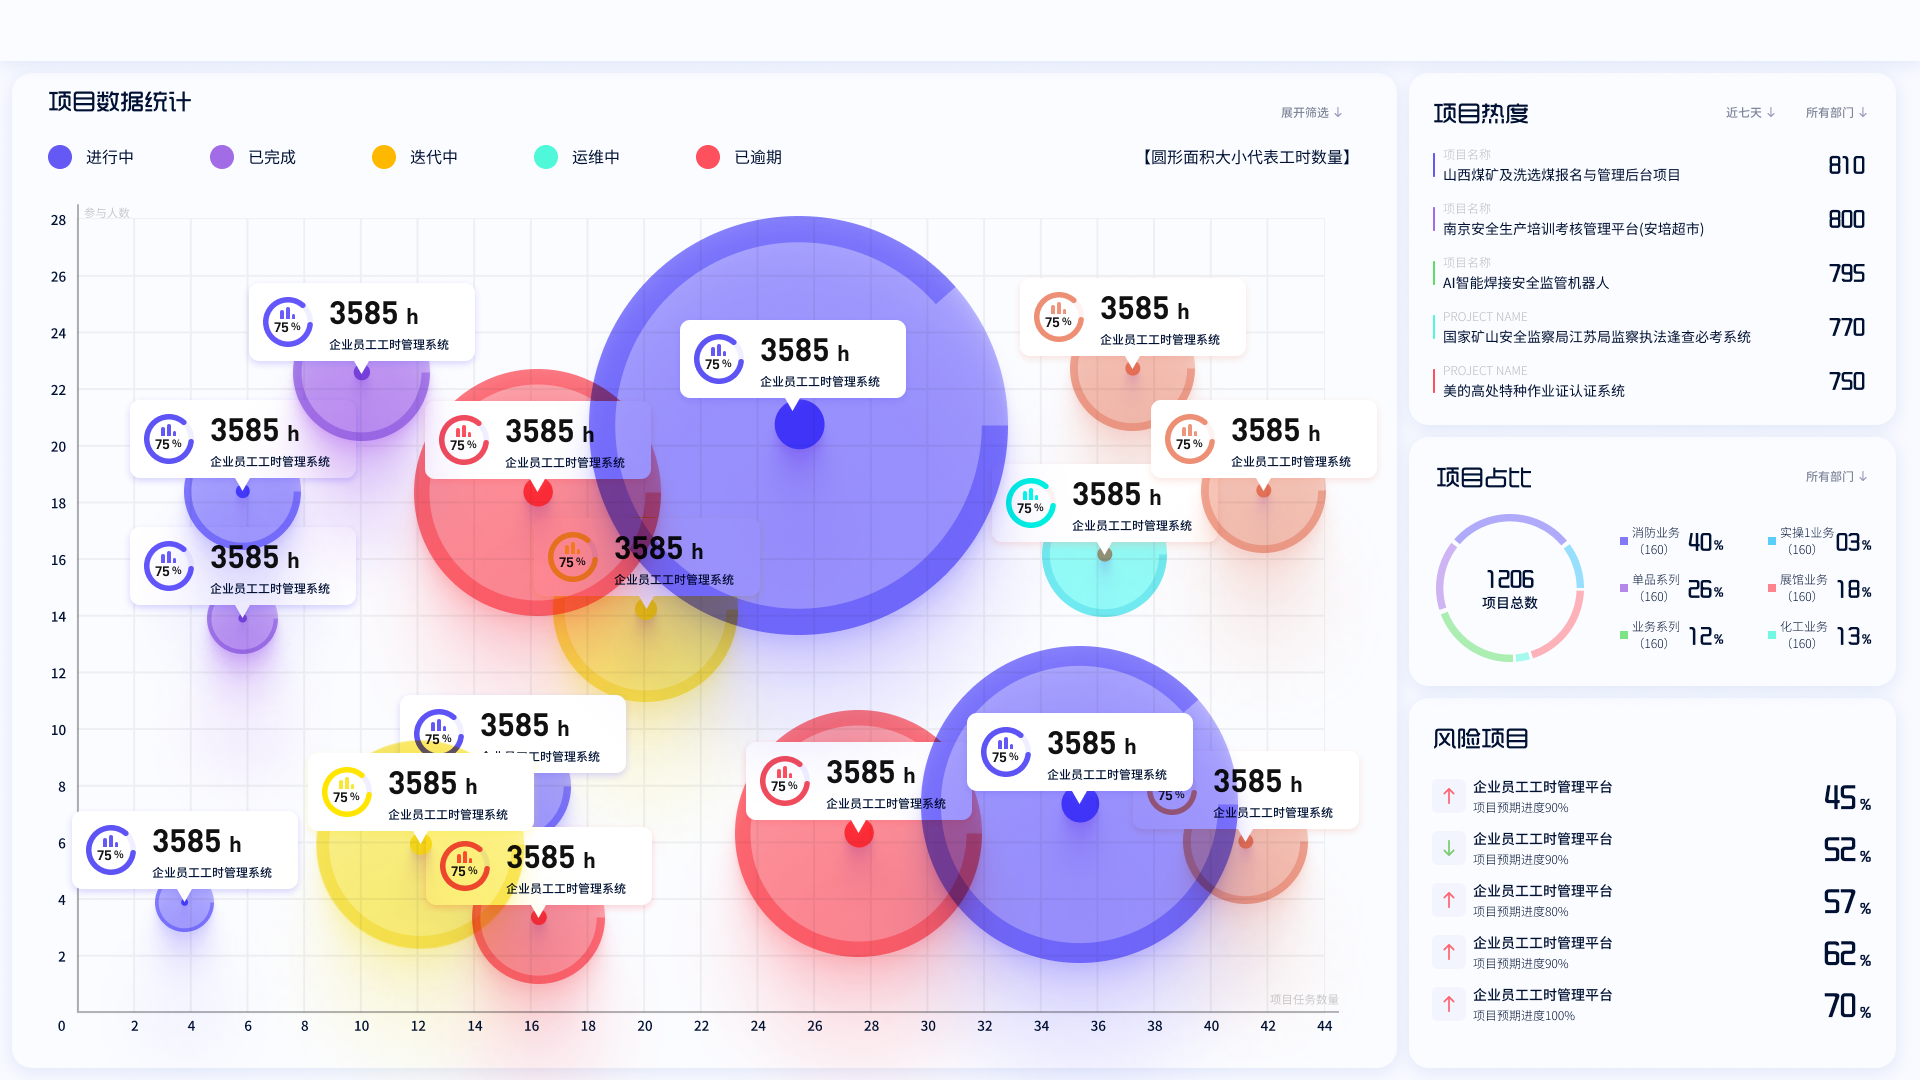 项目数据统计
展开筛选 ↓
进行中
已完成
迭代中
运维中
已逾期
【圆形面积大小代表工时数量】
参与人数
28
26
24
22
20
18
16
14
12
10
8
6
4
2
0
2
4
6
8
10
12
14
16
18
20
22
24
26
28
30
32
34
36
38
40
42
44
项目任务数量
75 %
3585 h
企业员工工时管理系统
75 %
3585 h
企业员工工时管理系统
75 %
3585 h
企业员工工时管理系统
75 %
3585 h
企业员工工时管理系统
75 %
3585 h
企业员工工时管理系统
75 %
3585 h
企业员工工时管理系统
75 %
3585 h
企业员工工时管理系统
75 %
3585 h
企业员工工时管理系统
75 %
3585 h
企业员工工时管理系统
75 %
3585 h
企业员工工时管理系统
75 %
3585 h
企业员工工时管理系统
75 %
3585 h
企业员工工时管理系统
75 %
3585 h
企业员工工时管理系统
75 %
3585 h
企业员工工时管理系统
75 %
3585 h
企业员工工时管理系统
75 %
3585 h
企业员工工时管理系统
75 %
3585 h
企业员工工时管理系统
项目热度
近七天 ↓
所有部门 ↓
项目名称
山西煤矿及洗选煤报名与管理后台项目
810
项目名称
南京安全生产培训考核管理平台(安培超市)
800
项目名称
AI智能焊接安全监管机器人
795
PROJECT NAME
国家矿山安全监察局江苏局监察执法逢查必考系统
770
PROJECT NAME
美的高处特种作业证认证系统
750
项目占比
所有部门 ↓
1206
项目总数
消防业务
（160）
40%
实操1业务
（160）
03%
单品系列
（160）
26%
展馆业务
（160）
18%
业务系列
（160）
12%
化工业务
（160）
13%
风险项目
企业员工工时管理平台
项目预期进度90%
45%
企业员工工时管理平台
项目预期进度90%
52%
企业员工工时管理平台
项目预期进度80%
57%
企业员工工时管理平台
项目预期进度90%
62%
企业员工工时管理平台
项目预期进度100%
70%